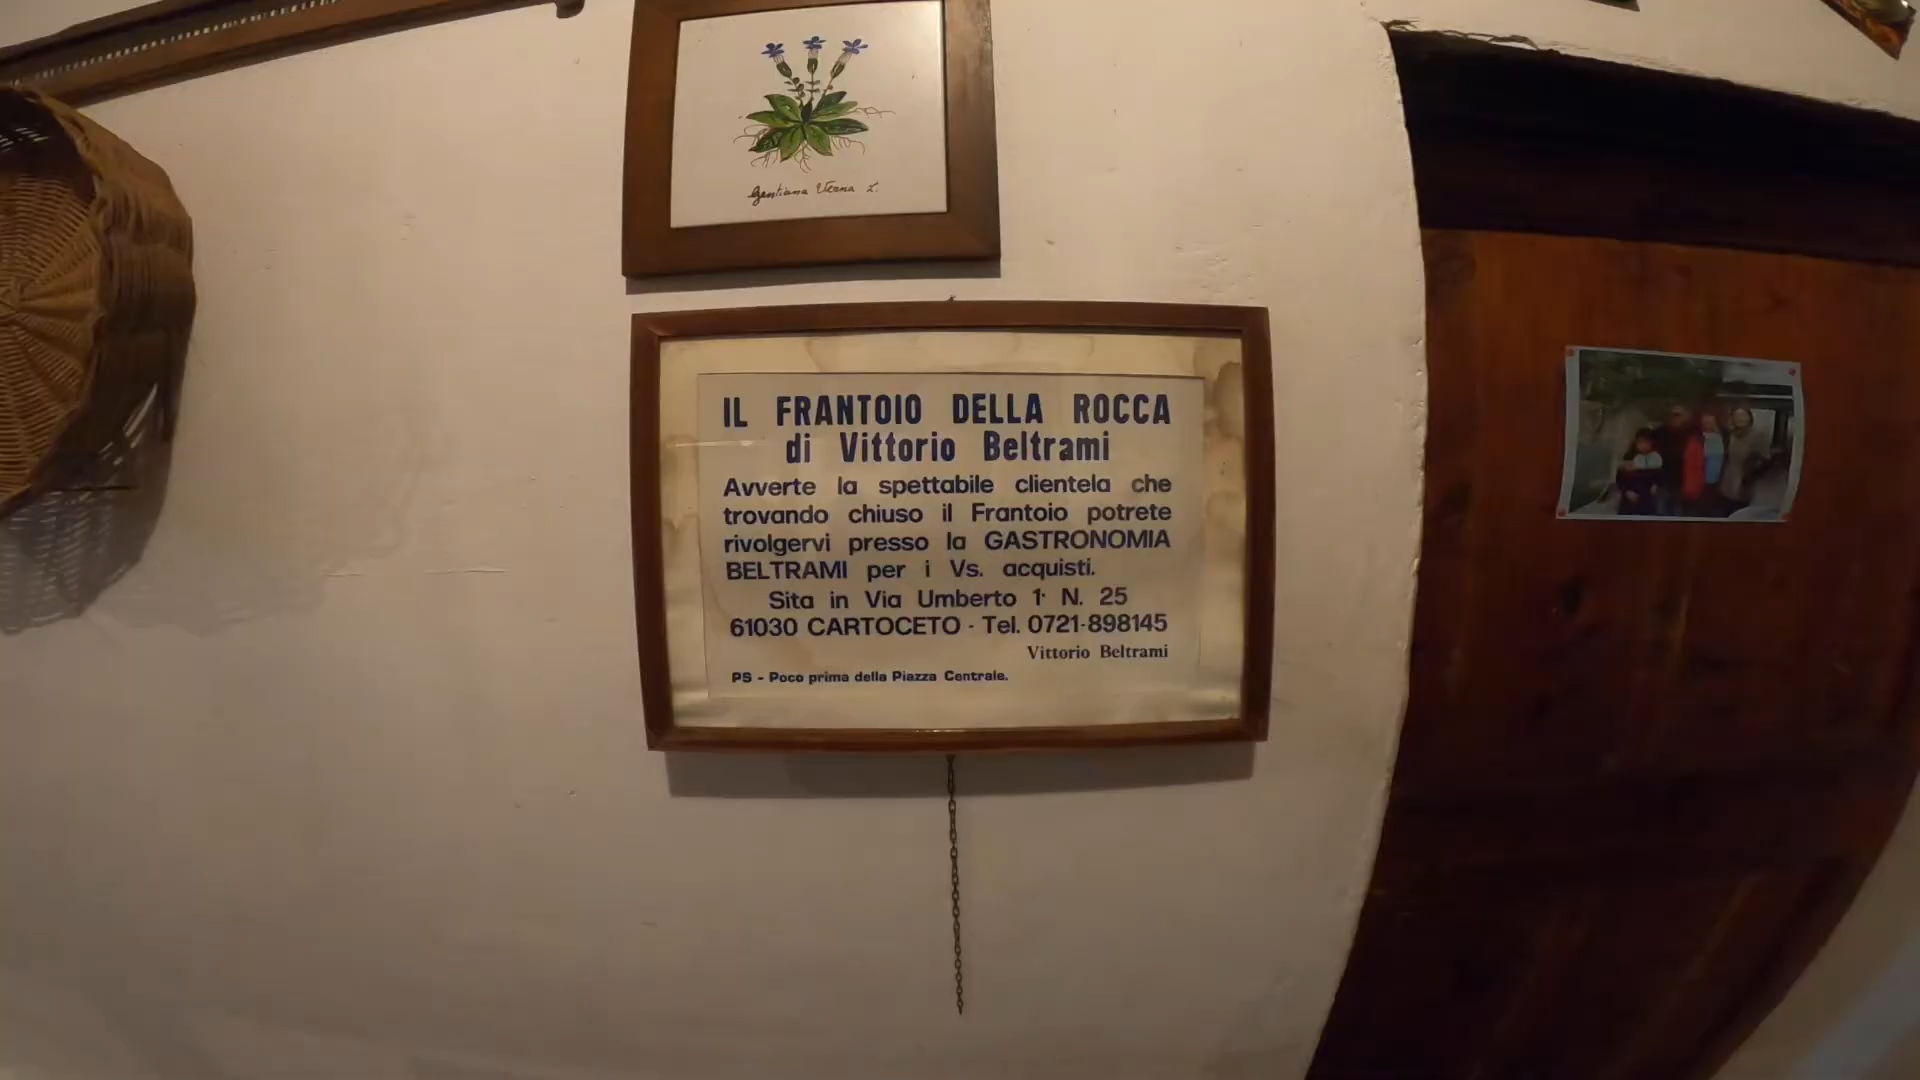 Gentiana Verna L.
IL FRANTOIO DELLA ROCCA
di Vittorio Beltrami
Avverte la spettabile clientela che
trovando chiuso il Frantoio potrete
rivolgervi presso la GASTRONOMIA
BELTRAMI per i Vs. acquisti.
Sita in Via Umberto 1° N. 25
61030 CARTOCETO - Tel. 0721-898145
Vittorio Beltrami
PS - Poco prima della Piazza Centrale.